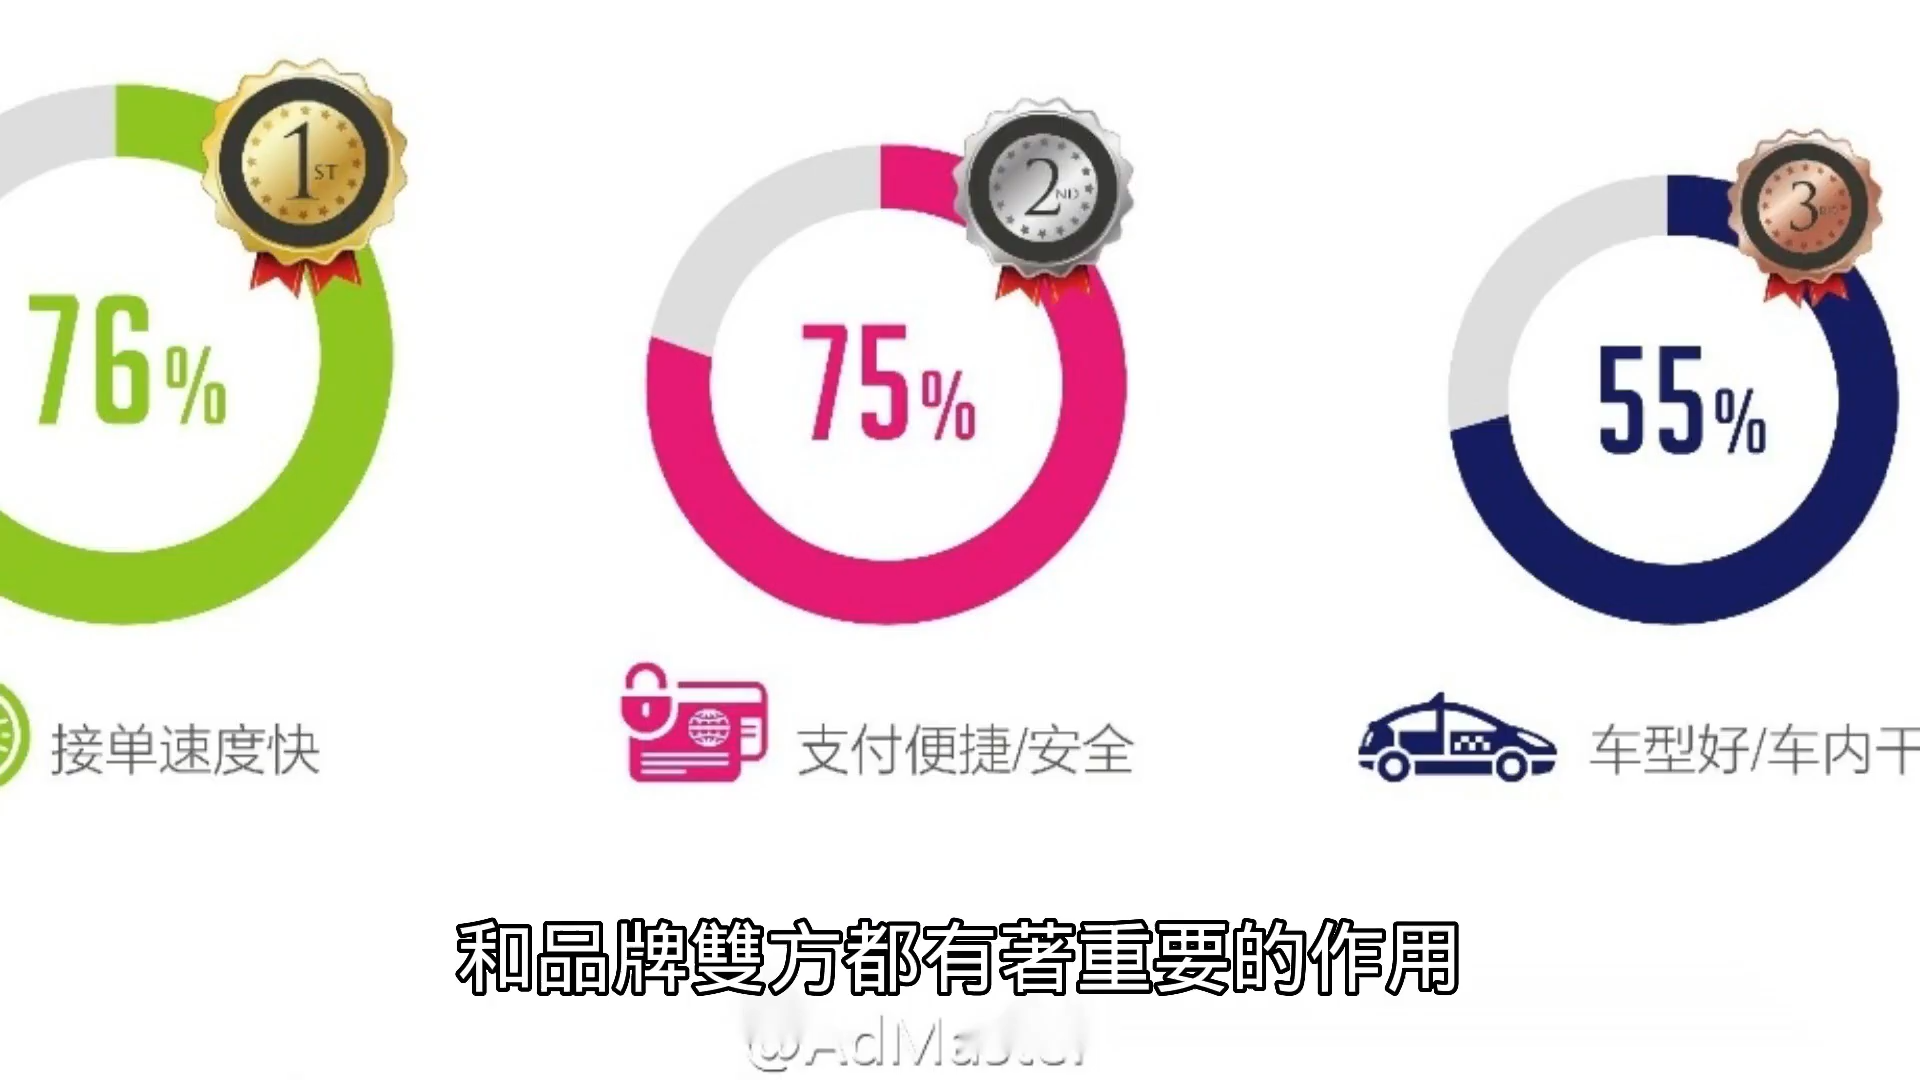 1ST
2ND
3RD
76%
75%
55%
接单速度快
支付便捷/安全
车型好/车内干
和品牌雙方都有著重要的作用
@AdMaster